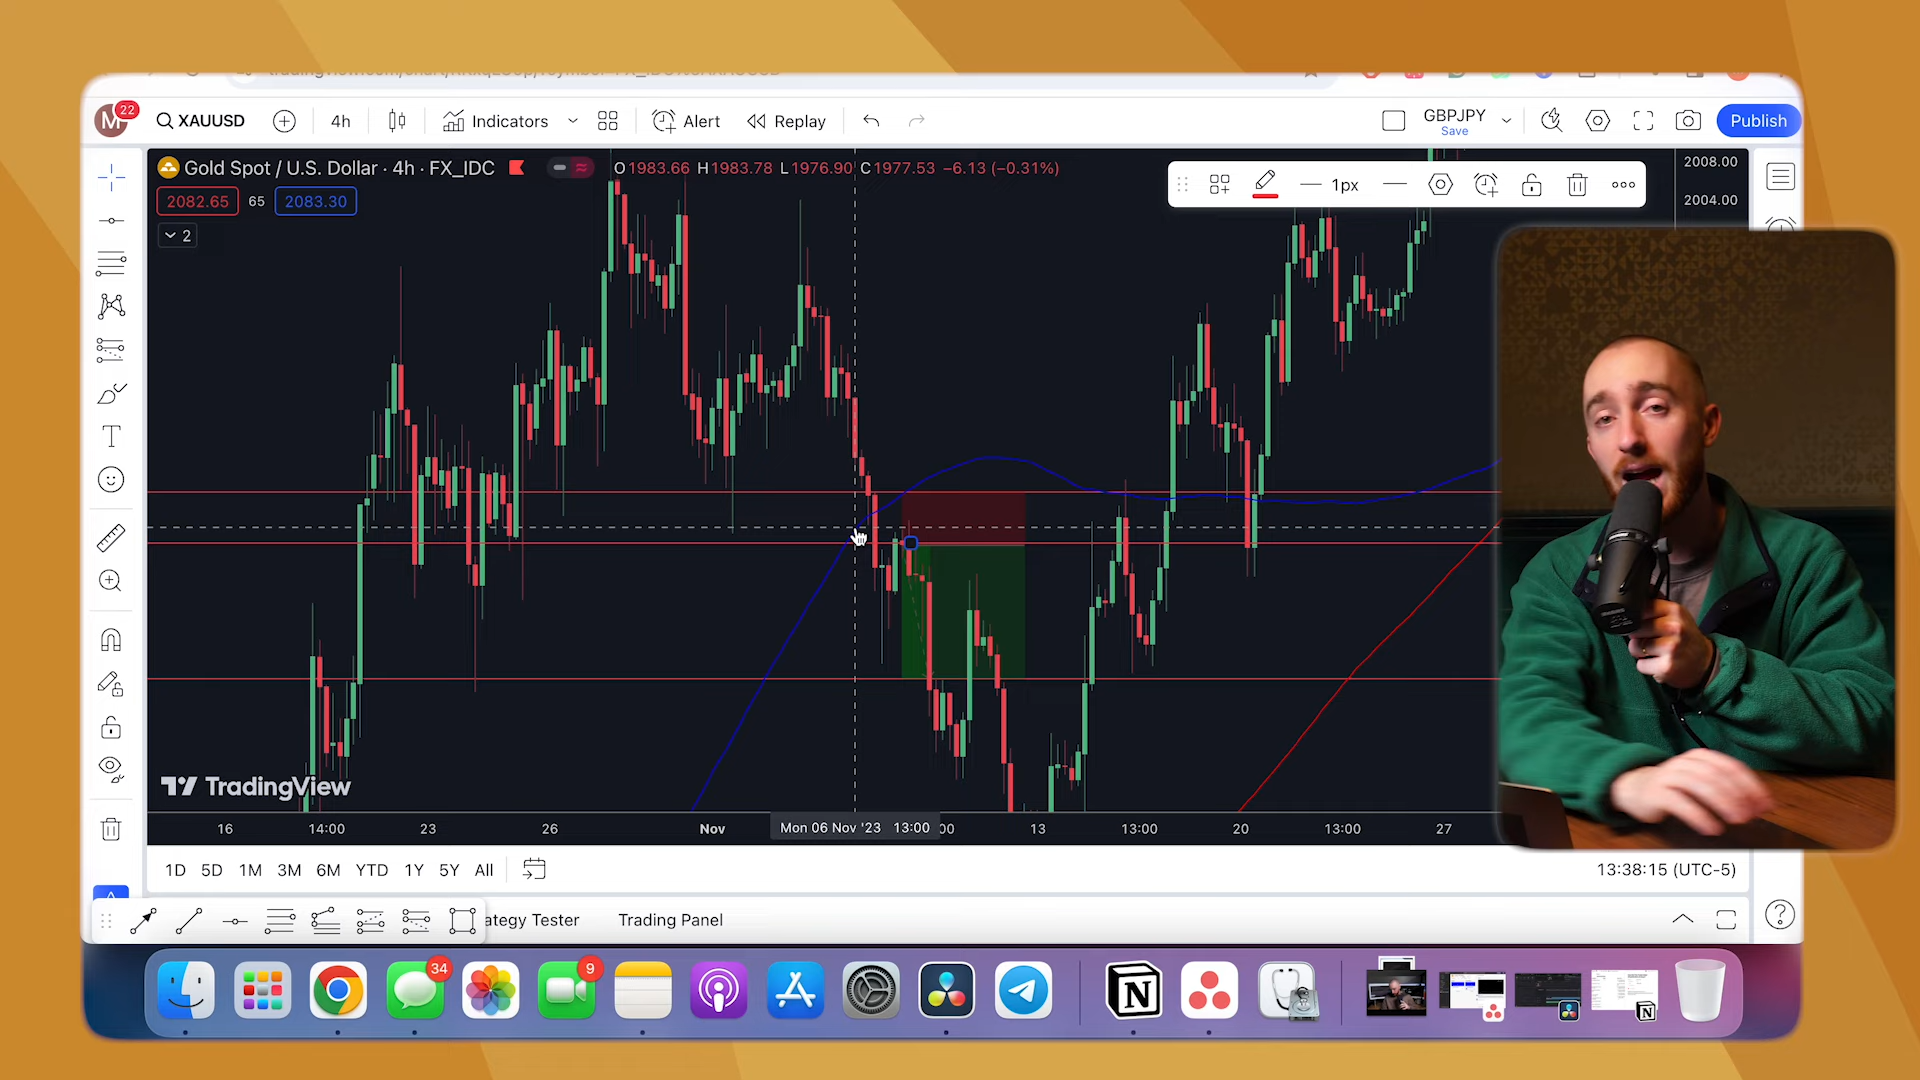 M
22
XAUUSD
4h
Indicators
Alert
Replay
GBPJPY
Save
Publish
Gold Spot / U.S. Dollar · 4h · FX_IDC
O1983.66 H1983.78 L1976.90 C1977.53 −6.13 (−0.31%)
1px
2008.00
2004.00
2082.65
65
2083.30
2
TradingView
16
14:00
23
26
Nov
Mon 06 Nov '23 13:00
:00
13
13:00
20
13:00
27
1D 5D 1M 3M 6M YTD 1Y 5Y All
13:38:15 (UTC-5)
ategy Tester
Trading Panel
34
9